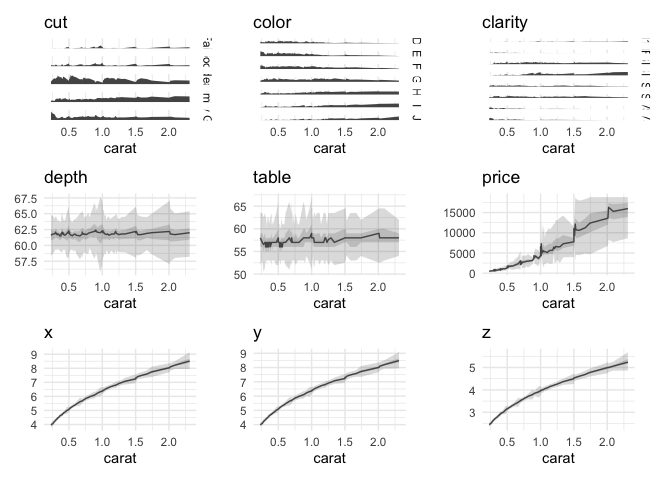 cut
color
clarity
D
E
F
G
H
I
J
0.5 1.0 1.5 2.0
0.5 1.0 1.5 2.0
0.5 1.0 1.5 2.0
carat
carat
carat
depth
table
price
67.5
65.0
62.5
60.0
57.5
65
60
55
50
15000
10000
5000
0
0.5 1.0 1.5 2.0
0.5 1.0 1.5 2.0
0.5 1.0 1.5 2.0
carat
carat
carat
x
y
z
9
8
7
6
5
4
9
8
7
6
5
4
5
4
3
0.5 1.0 1.5 2.0
0.5 1.0 1.5 2.0
0.5 1.0 1.5 2.0
carat
carat
carat